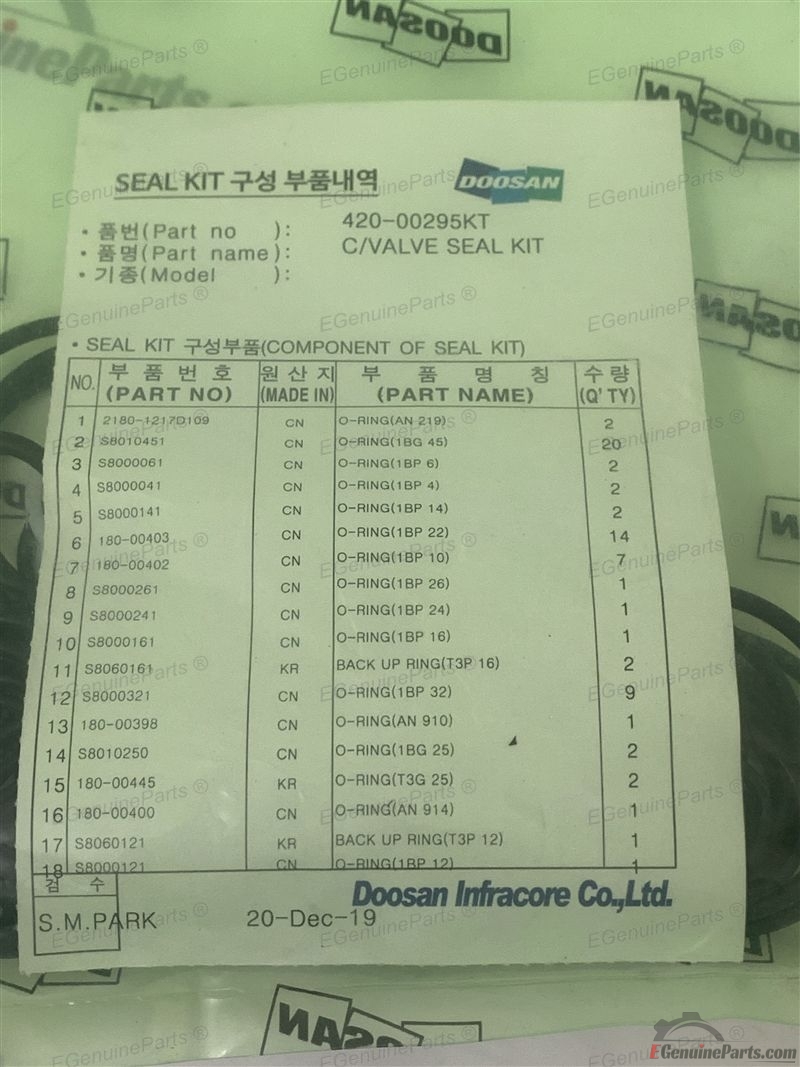 DOOSAN
DOOSAN
SEAL KIT 구성 부품내역
DOOSAN
• 품번(Part no ): 420-00295KT
• 품명(Part name): C/VALVE SEAL KIT
• 기종(Model ):
• SEAL KIT 구성부품(COMPONENT OF SEAL KIT)
NO. 부 품 번 호 (PART NO) 원 산 지 (MADE IN) 부 품 명 칭 (PART NAME) 수 량 (Q' TY)
1 2180-1217D109 CN O-RING(AN 219) 2
2 S8010451 CN O-RING(1BG 45) 20
3 S8000061 CN O-RING(1BP 6) 2
4 S8000041 CN O-RING(1BP 4) 2
5 S8000141 CN O-RING(1BP 14) 2
6 180-00403 CN O-RING(1BP 22) 14
7 180-00402 CN O-RING(1BP 10) 7
8 S8000261 CN O-RING(1BP 26) 1
9 S8000241 CN O-RING(1BP 24) 1
10 S8000161 CN O-RING(1BP 16) 1
11 S8060161 KR BACK UP RING(T3P 16) 2
12 S8000321 CN O-RING(1BP 32) 9
13 180-00398 CN O-RING(AN 910) 1
14 S8010250 CN O-RING(1BG 25) 2
15 180-00445 KR O-RING(T3G 25) 2
16 180-00400 CN O-RING(AN 914) 1
17 S8060121 KR BACK UP RING(T3P 12) 1
18 S8000121 CN O-RING(1BP 12) 1
검 수
Doosan Infracore Co.,Ltd.
S.M.PARK 20-Dec-19
DOOSAN
EGenuineParts.com
EGenuineParts ®